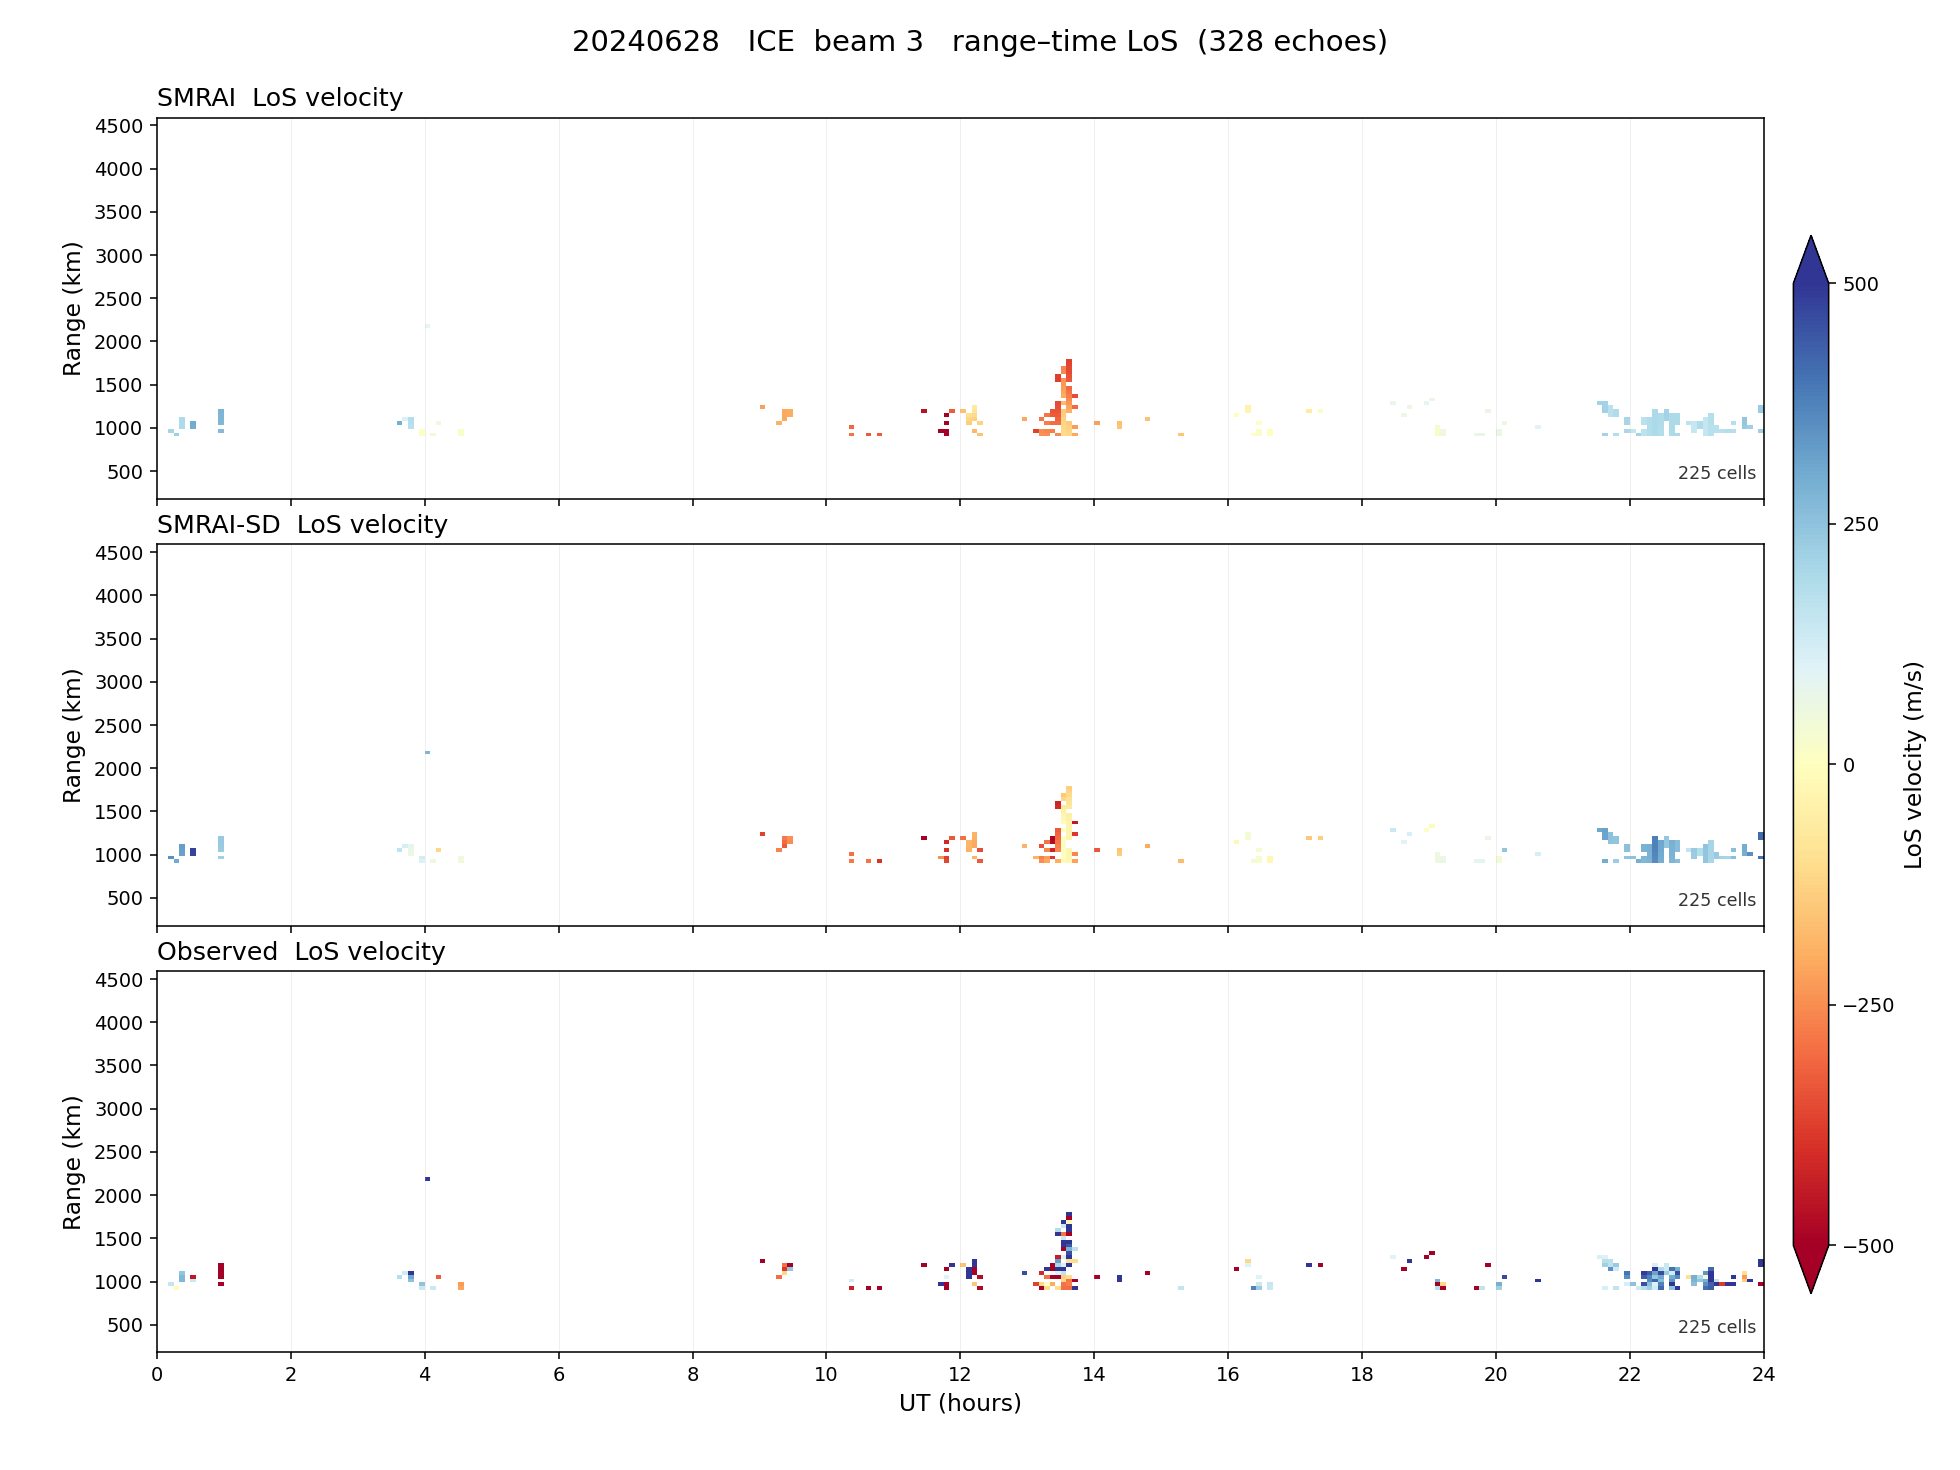 20240628   ICE  beam 3   range–time LoS  (328 echoes)
SMRAI  LoS velocity
4500
4000
3500
3000
2500
2000
1500
1000
500
Range (km)
225 cells
SMRAI-SD  LoS velocity
4500
4000
3500
3000
2500
2000
1500
1000
500
Range (km)
225 cells
Observed  LoS velocity
4500
4000
3500
3000
2500
2000
1500
1000
500
Range (km)
225 cells
0 2 4 6 8 10 12 14 16 18 20 22 24
UT (hours)
500
250
0
−250
−500
LoS velocity (m/s)